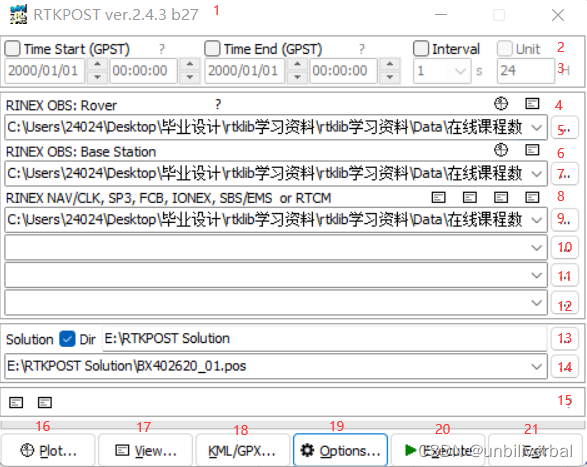 RTKPOST ver.2.4.3 b27 1
Time Start (GPST) ? Time End (GPST) ? Interval Unit 2
2000/01/01 00:00:00 2000/01/01 00:00:00 1 s 24 H 3
RINEX OBS: Rover ? 4
C:\Users\24024\Desktop\毕业设计\rtklib学习资料\rtklib学习资料\Data\在线课程数 ... 5
RINEX OBS: Base Station 6
C:\Users\24024\Desktop\毕业设计\rtklib学习资料\rtklib学习资料\Data\在线课程数 ... 7
RINEX NAV/CLK, SP3, FCB, IONEX, SBS/EMS or RTCM 8
C:\Users\24024\Desktop\毕业设计\rtklib学习资料\rtklib学习资料\Data\在线课程数 ... 9
10
11
12
Solution Dir E:\RTKPOST Solution 13
E:\RTKPOST Solution\BX402620_01.pos 14
15
16 17 18 19 20 21
Plot... View... KML/GPX... Options... Execute Exit
CSDN @unbiliverbal